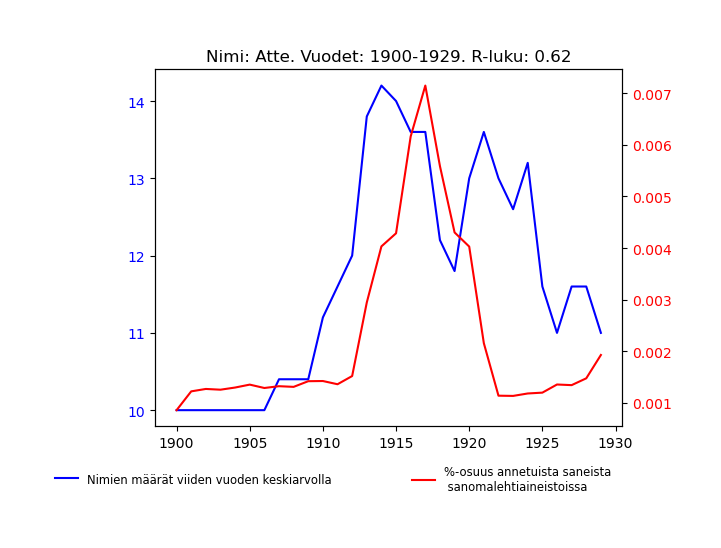 Nimi: Atte. Vuodet: 1900-1929. R-luku: 0.62
14
13
12
11
10
0.007
0.006
0.005
0.004
0.003
0.002
0.001
1900 1905 1910 1915 1920 1925 1930
Nimien määrät viiden vuoden keskiarvolla
%-osuus annetuista saneista
sanomalehtiaineistoissa